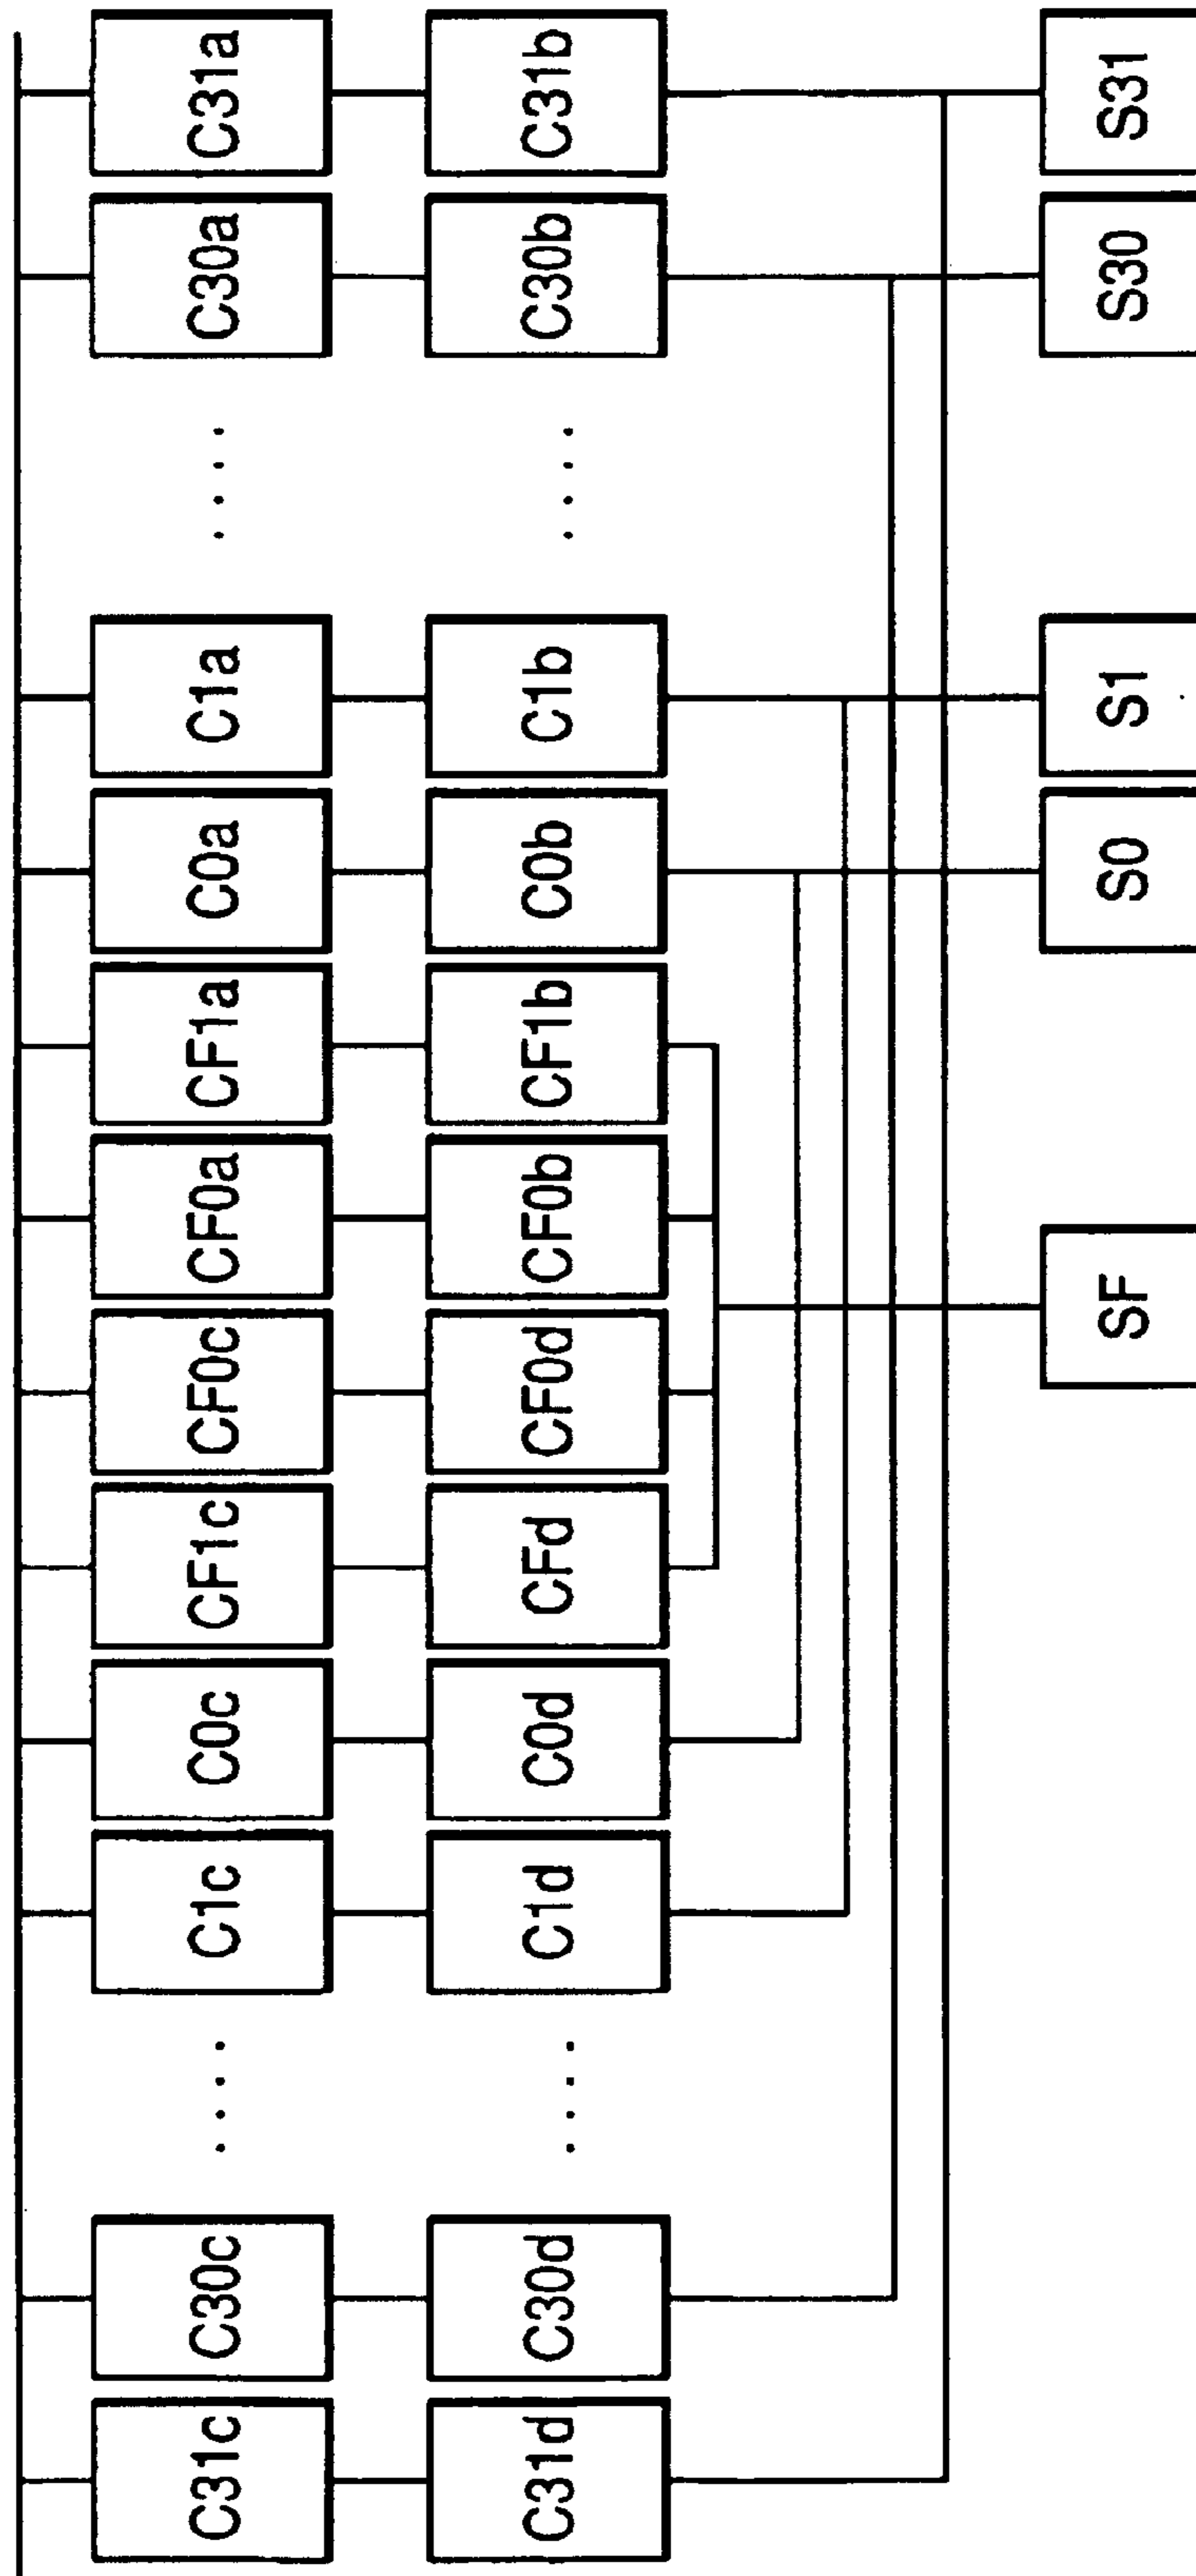 C31c C30c .... C1c C0c CF1c CF0c CF0a CF1a C0a C1a .... C30a C31a
C31d C30d .... C1d C0d CFd CF0d CF0b CF1b C0b C1b .... C30b C31b
SF S0 S1 S30 S31